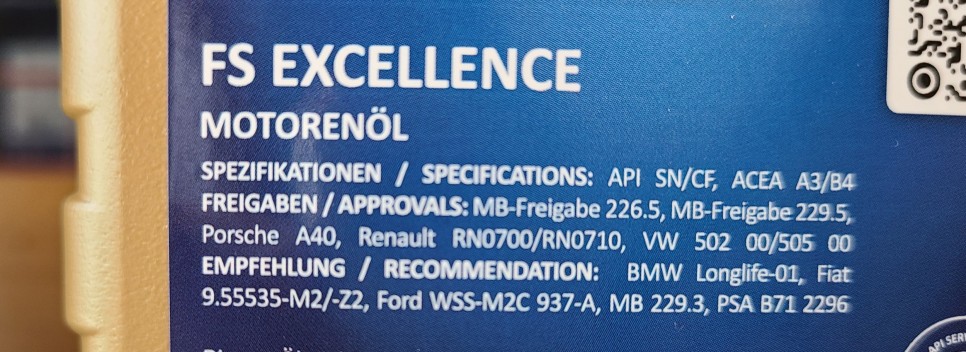 FS EXCELLENCE
MOTORENÖL
SPEZIFIKATIONEN / SPECIFICATIONS: API SN/CF, ACEA A3/B4
FREIGABEN / APPROVALS: MB-Freigabe 226.5, MB-Freigabe 229.5,
Porsche A40, Renault RN0700/RN0710, VW 502 00/505 00
EMPFEHLUNG / RECOMMENDATION: BMW Longlife-01, Fiat
9.55535-M2/-Z2, Ford WSS-M2C 937-A, MB 229.3, PSA B71 2296
API